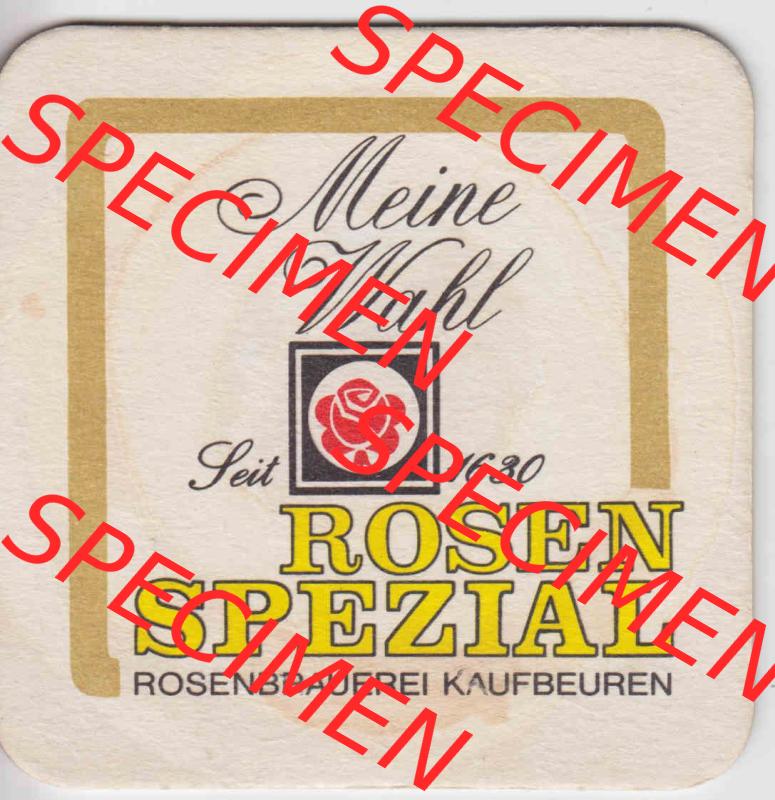 SPECIMEN
SPECIMEN
Meine
Wahl
Seit 1630
SPECIMEN
ROSEN
SPEZIAL
SPECIMEN
ROSENBRAUEREI KAUFBEUREN